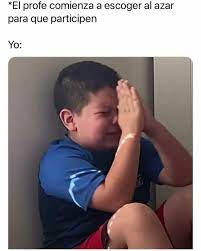 *El profe comienza a escoger al azar
para que participen
Yo: